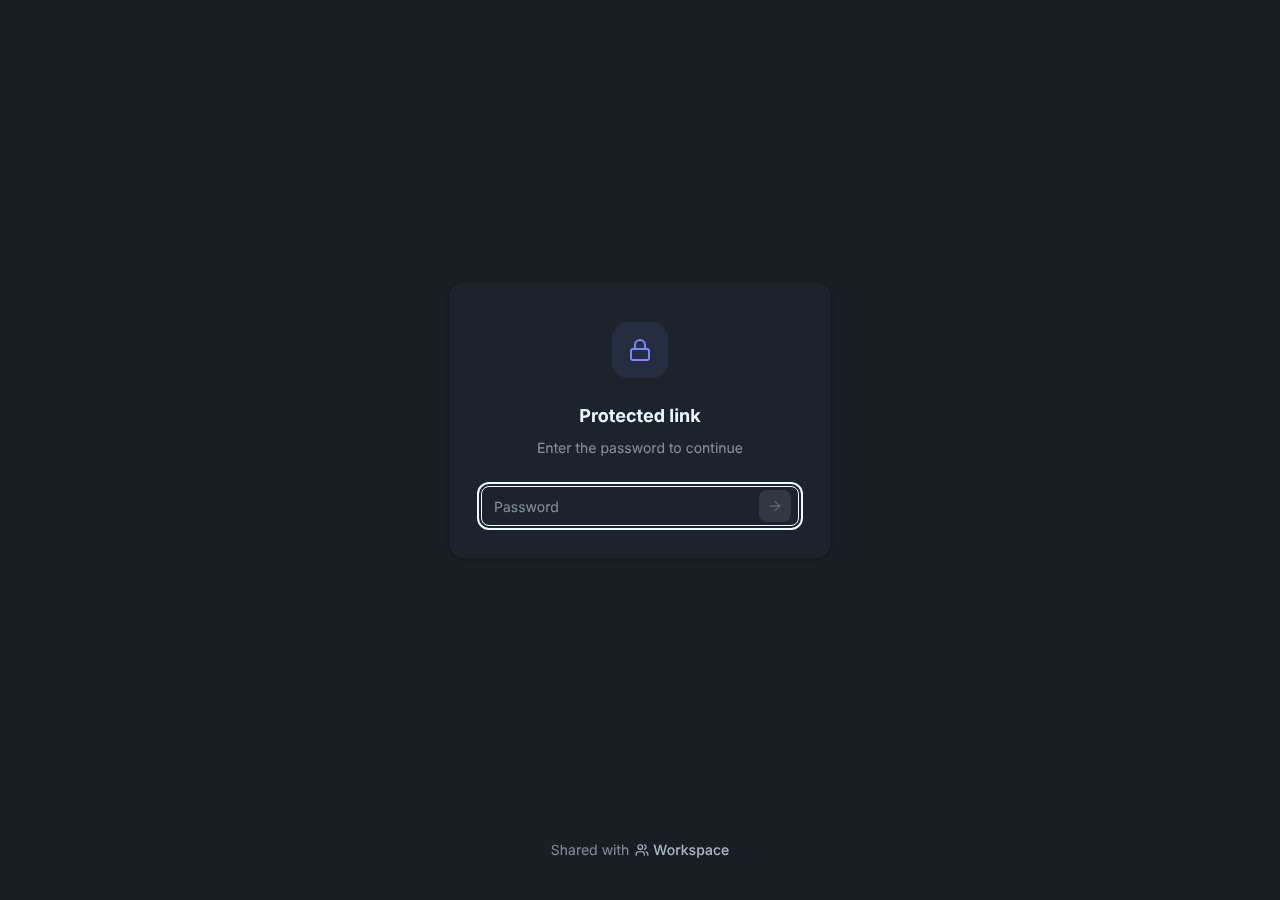 Protected link
Enter the password to continue
Password
Shared with Workspace